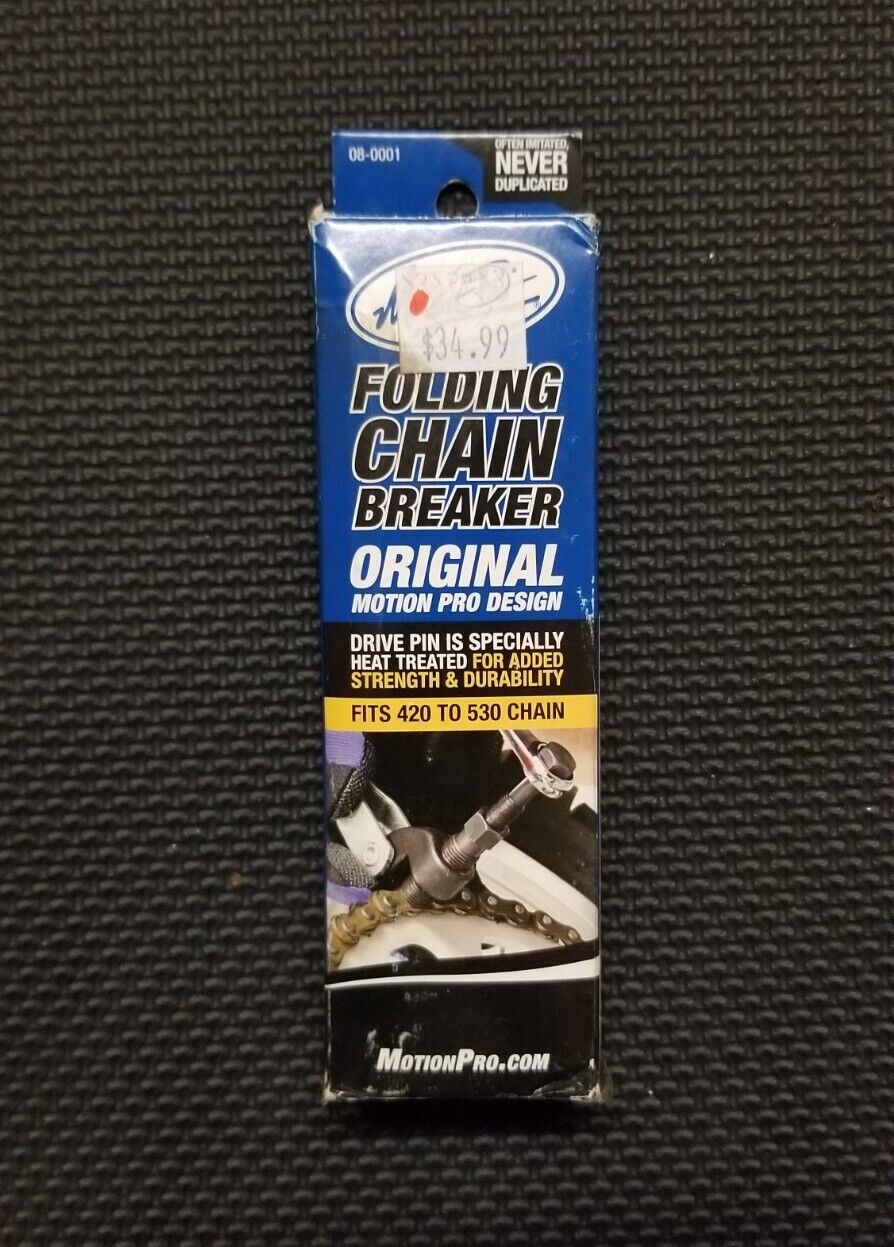 08-0001
OFTEN IMITATED,
NEVER
DUPLICATED
$34.99
FOLDING
CHAIN
BREAKER
ORIGINAL
MOTION PRO DESIGN
DRIVE PIN IS SPECIALLY
HEAT TREATED FOR ADDED
STRENGTH & DURABILITY
FITS 420 TO 530 CHAIN
MOTIONPRO.COM